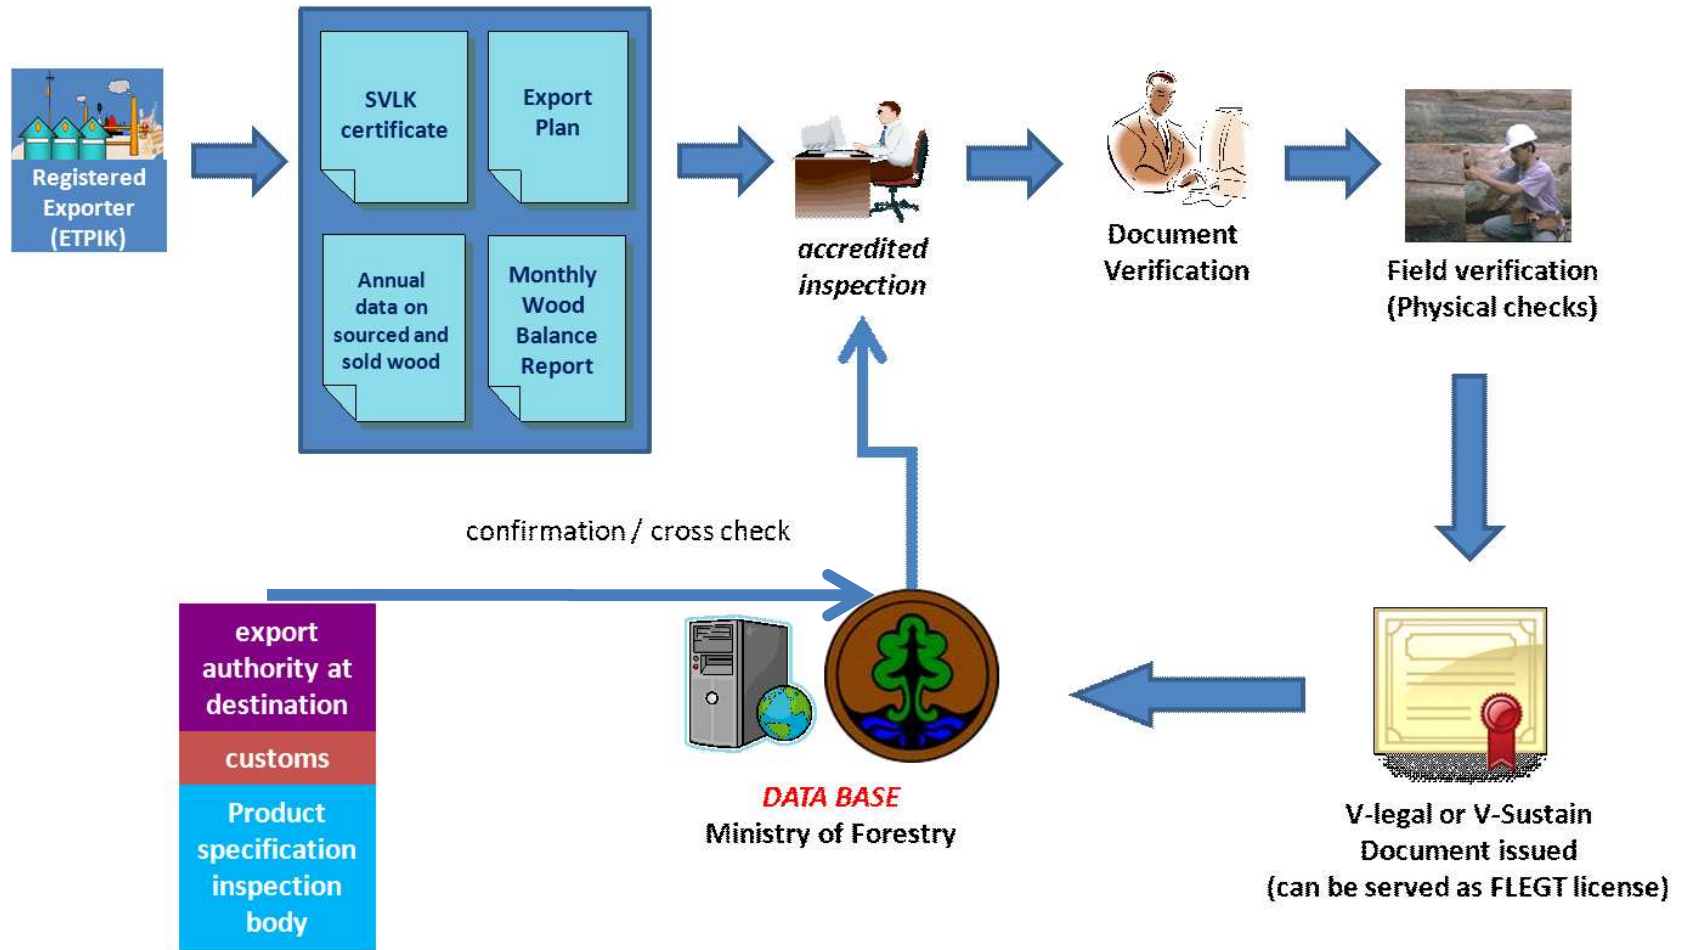 Registered
Exporter
(ETPIK)
SVLK
certificate
Export
Plan
Annual
data on
sourced and
sold wood
Monthly
Wood
Balance
Report
accredited
inspection
Document
Verification
Field verification
(Physical checks)
confirmation / cross check
export
authority at
destination
customs
Product
specification
inspection
body
DATA BASE
Ministry of Forestry
V-legal or V-Sustain
Document issued
(can be served as FLEGT license)